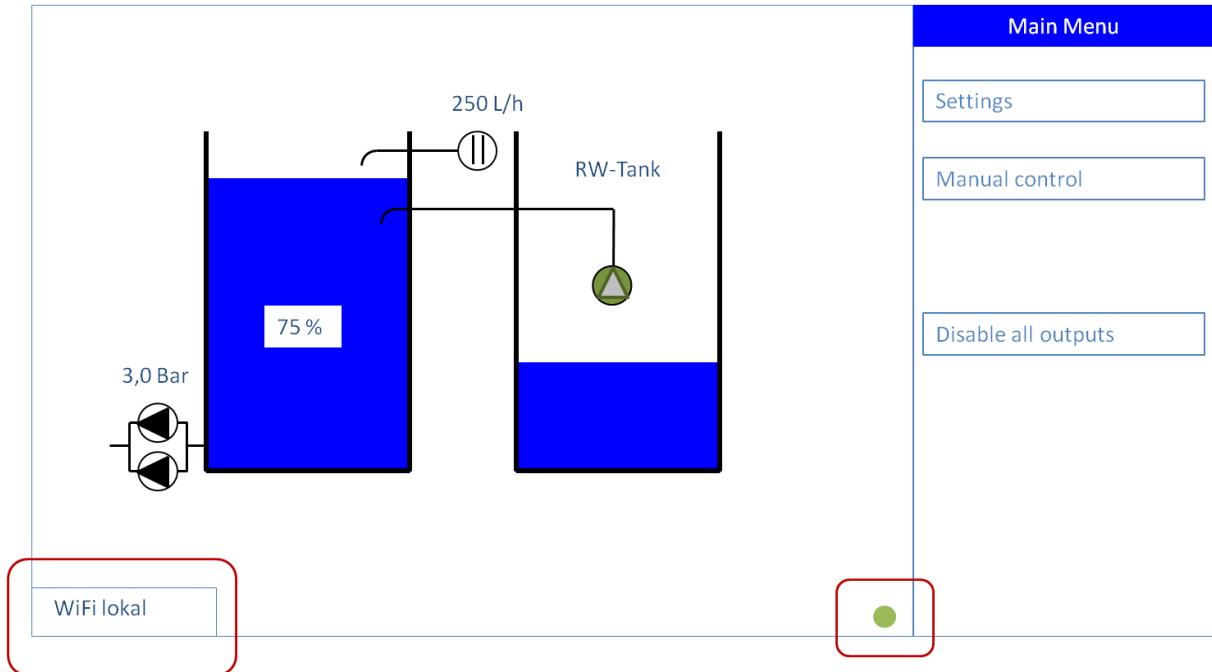 Main Menu
250 L/h
Settings
RW-Tank
Manual control
75 %
Disable all outputs
3,0 Bar
WiFi lokal